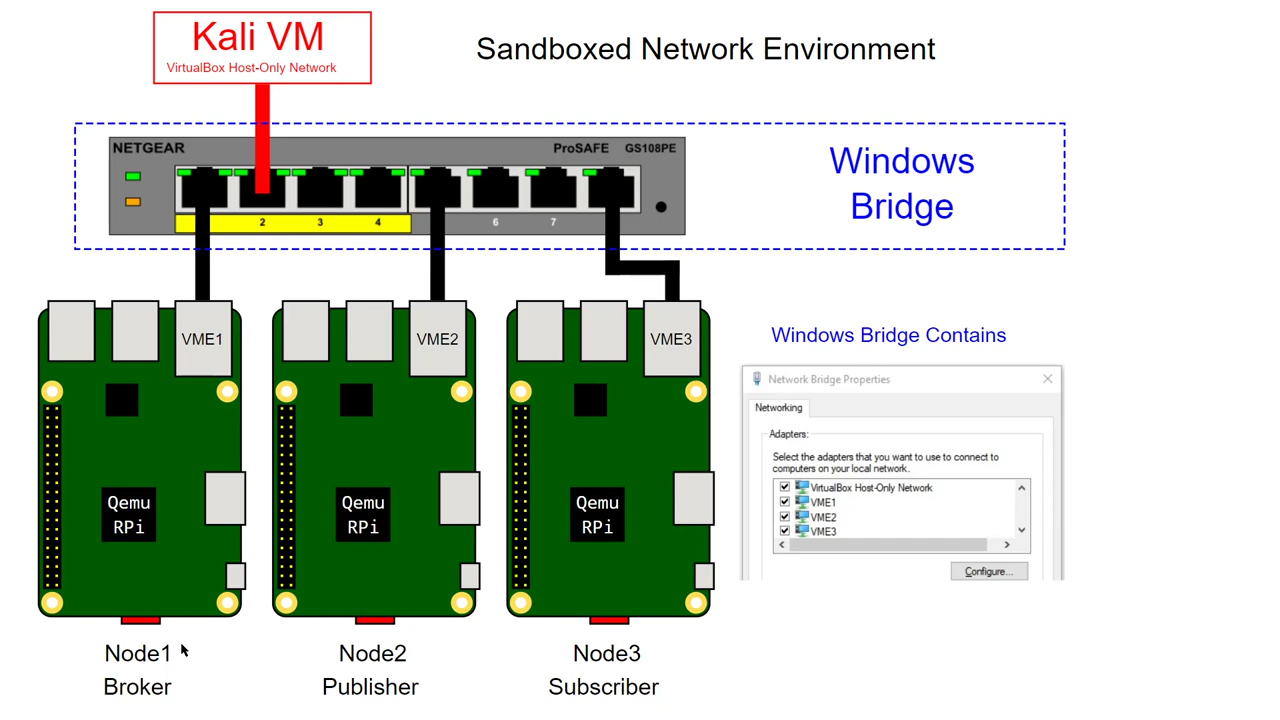 Kali VM
VirtualBox Host-Only Network
Sandboxed Network Environment
NETGEAR
ProSAFE GS108PE
2 3 4 6 7
Windows
Bridge
VME1
VME2
VME3
Windows Bridge Contains
Network Bridge Properties
Networking
Adapters:
Select the adapters that you want to use to connect to
computers on your local network.
VirtualBox Host-Only Network
VME1
VME2
VME3
Configure...
Qemu
RPi
Qemu
RPi
Qemu
RPi
Node1
Broker
Node2
Publisher
Node3
Subscriber